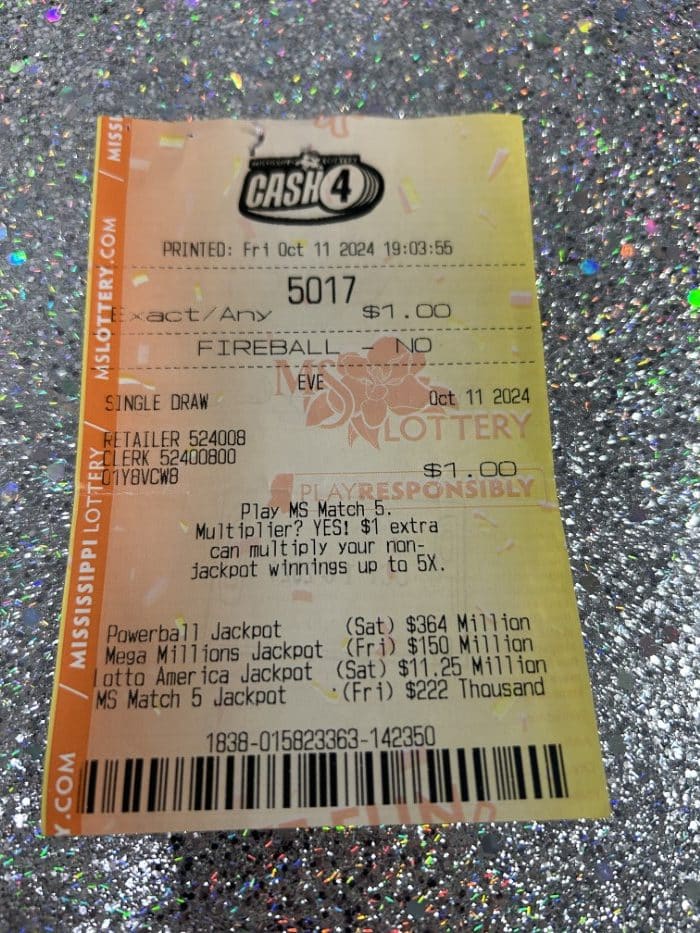 MISSISSIPPI LOTTERY
CASH 4
PRINTED: Fri Oct 11 2024 19:03:55
5017
Exact/Any $1.00
FIREBALL - NO
EVE
SINGLE DRAW Oct 11 2024
MS
LOTTERY
RETAILER 524008
CLERK 52400800
01Y8VCW8 $1.00
PLAY RESPONSIBLY
Play MS Match 5.
Multiplier? YES! $1 extra
can multiply your non-
jackpot winnings up to 5X.
Powerball Jackpot (Sat) $364 Million
Mega Millions Jackpot (Fri) $150 Million
Lotto America Jackpot (Sat) $11.25 Million
MS Match 5 Jackpot (Fri) $222 Thousand
1838-015823363-142350
Y.COM / MISSISSIPPI LOTTERY / MSLOTTERY.COM / MISSI